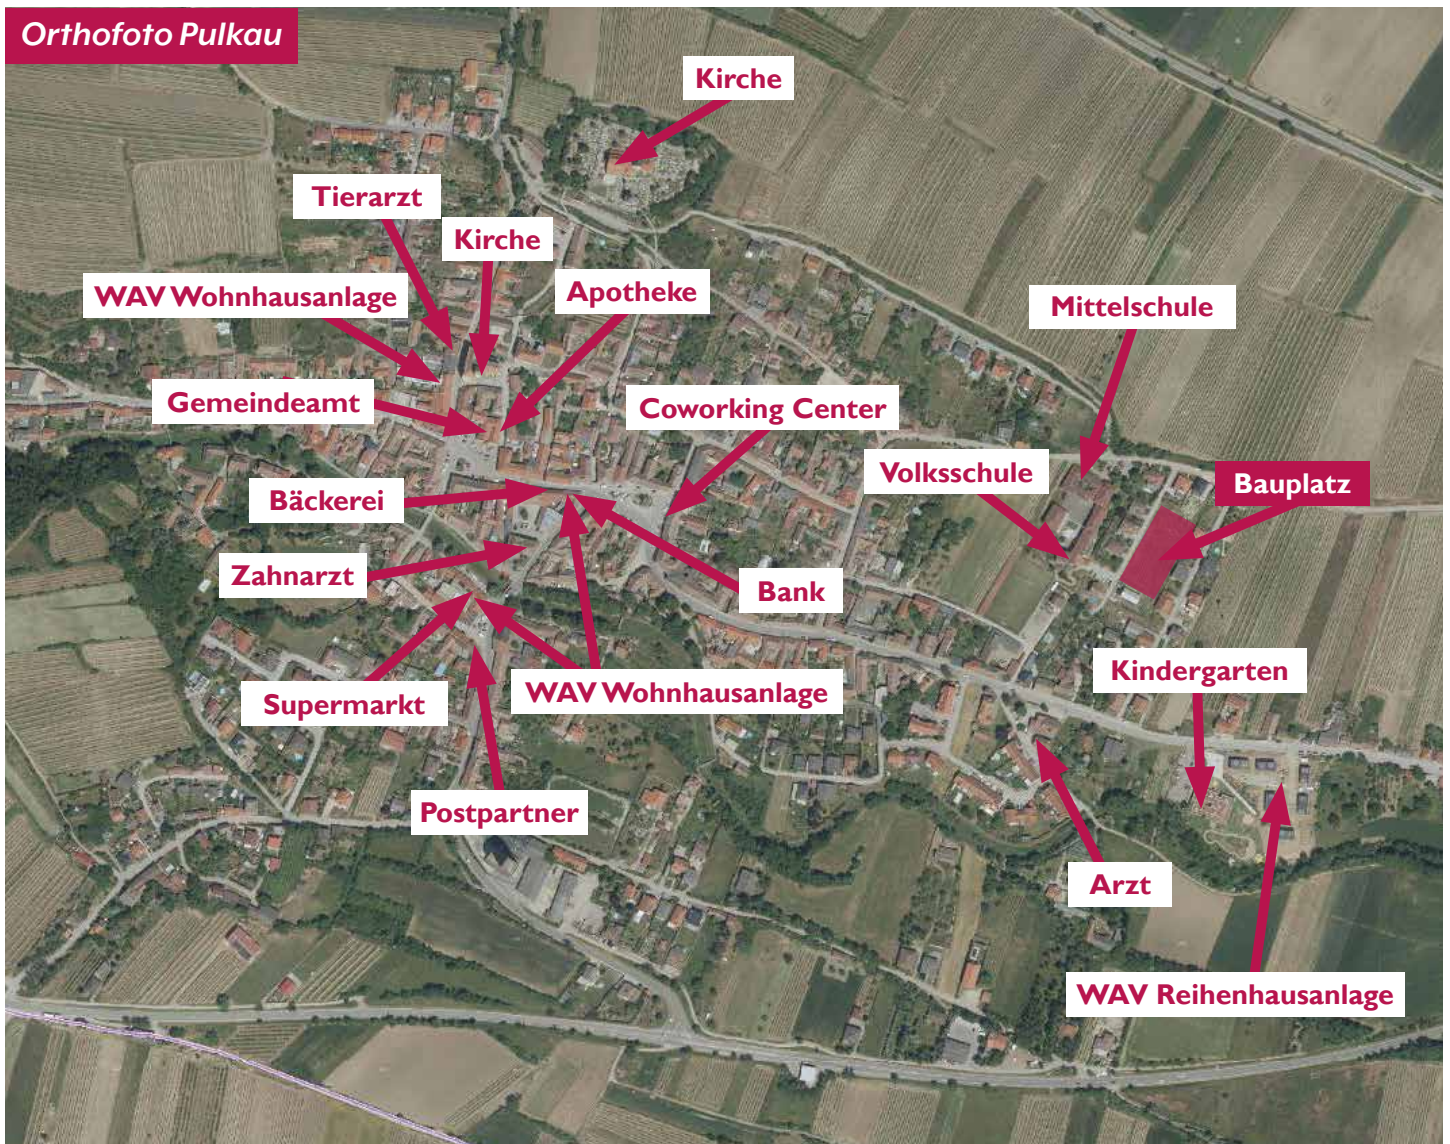 Orthofoto Pulkau
Kirche
Tierarzt
Kirche
WAV Wohnhausanlage
Apotheke
Mittelschule
Gemeindeamt
Coworking Center
Volksschule
Bauplatz
Bäckerei
Zahnarzt
Bank
Kindergarten
Supermarkt
WAV Wohnhausanlage
Postpartner
Arzt
WAV Reihenhausanlage